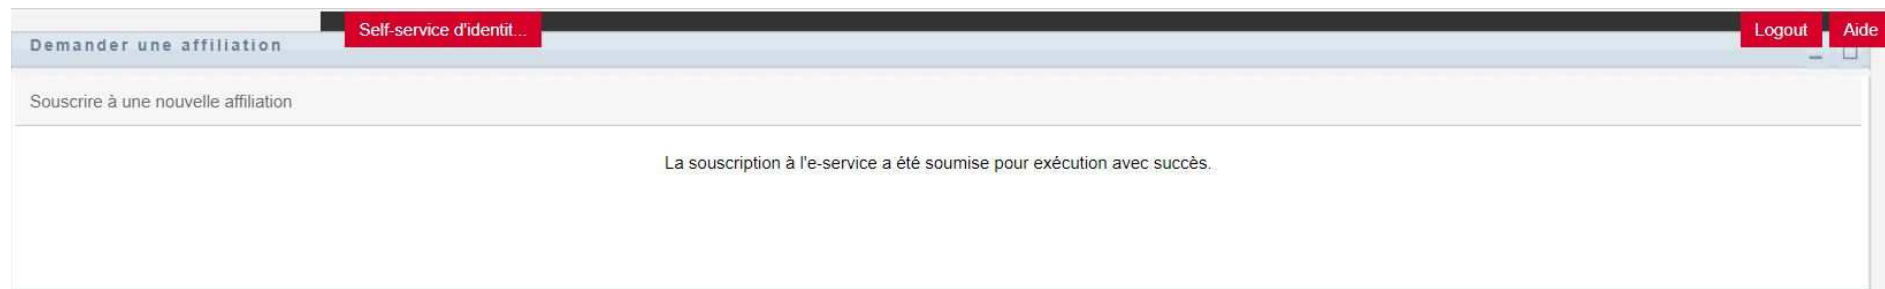 Self-service d'identit...
Logout
Aide
Demander une affiliation
Souscrire à une nouvelle affiliation
La souscription à l'e-service a été soumise pour exécution avec succès.